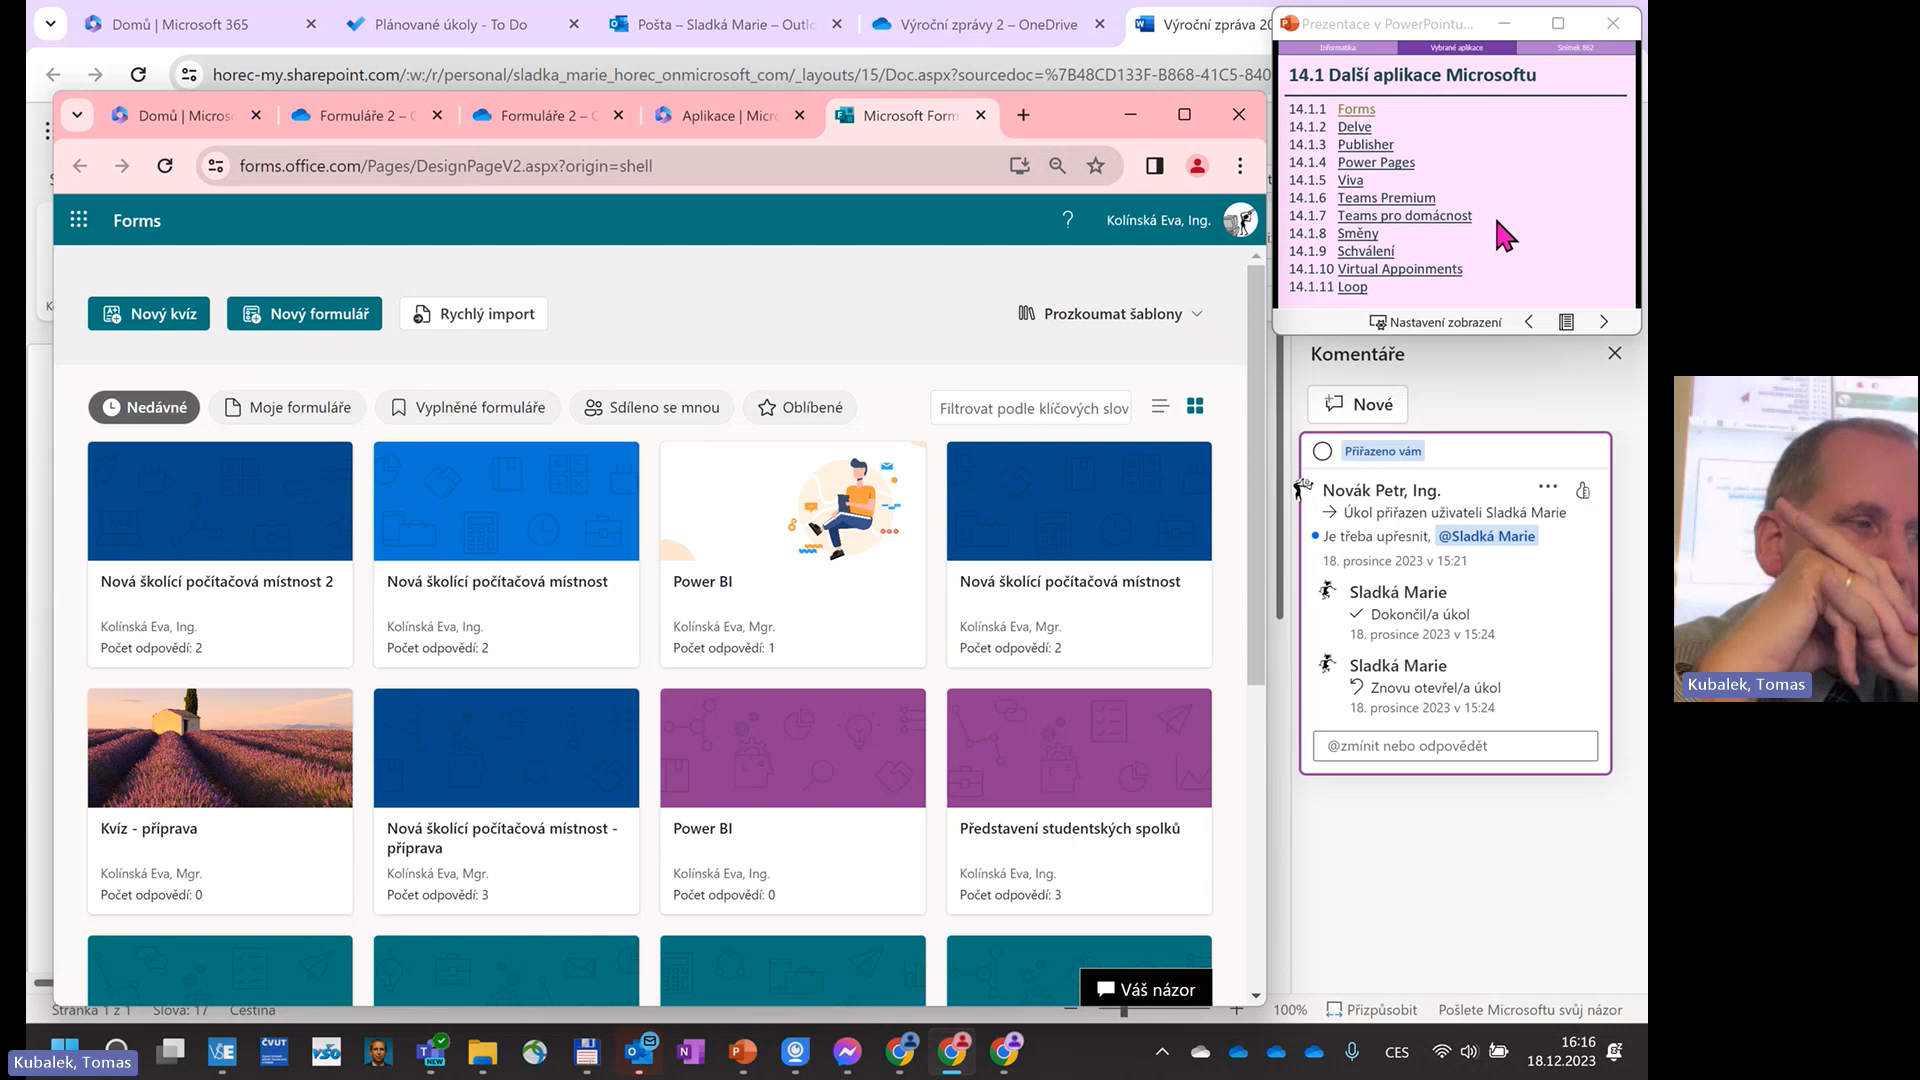 Domů | Microsoft 365
Plánované úkoly - To Do
Pošta – Sladká Marie – Outlo
Výroční zprávy 2 – OneDrive
Výroční zpráva 20
horec-my.sharepoint.com/:w:/r/personal/sladka_marie_horec_onmicrosoft_com/_layouts/15/Doc.aspx?sourcedoc=%7B48CD133F-B868-41C5-840
Prezentace v PowerPointu...
Informatika
Vybrané aplikace
Snímek 862
14.1 Další aplikace Microsoftu
14.1.1 Forms
14.1.2 Delve
14.1.3 Publisher
14.1.4 Power Pages
14.1.5 Viva
14.1.6 Teams Premium
14.1.7 Teams pro domácnost
14.1.8 Směny
14.1.9 Schválení
14.1.10 Virtual Appoinments
14.1.11 Loop
Nastavení zobrazení
Domů | Micros
Formuláře 2 –
Formuláře 2 –
Aplikace | Micr
Microsoft Form
forms.office.com/Pages/DesignPageV2.aspx?origin=shell
Forms
?
Kolínská Eva, Ing.
Nový kvíz
Nový formulář
Rychlý import
Prozkoumat šablony
Nedávné
Moje formuláře
Vyplněné formuláře
Sdíleno se mnou
Oblíbené
Filtrovat podle klíčových slov
Nová školící počítačová místnost 2
Kolínská Eva, Ing.
Počet odpovědí: 2
Nová školící počítačová místnost
Kolínská Eva, Ing.
Počet odpovědí: 2
Power BI
Kolínská Eva, Mgr.
Počet odpovědí: 1
Nová školící počítačová místnost
Kolínská Eva, Mgr.
Počet odpovědí: 2
Kvíz - příprava
Kolínská Eva, Mgr.
Počet odpovědí: 0
Nová školící počítačová místnost -
příprava
Kolínská Eva, Mgr.
Počet odpovědí: 3
Power BI
Kolínská Eva, Ing.
Počet odpovědí: 0
Představení studentských spolků
Kolínská Eva, Ing.
Počet odpovědí: 3
Váš názor
Komentáře
Nové
Přiřazeno vám
Novák Petr, Ing.
Úkol přiřazen uživateli Sladká Marie
Je třeba upřesnit, @Sladká Marie
18. prosince 2023 v 15:21
Sladká Marie
Dokončil/a úkol
18. prosince 2023 v 15:24
Sladká Marie
Znovu otevřel/a úkol
18. prosince 2023 v 15:24
@zmínit nebo odpovědět
Stránka 1 z 1
Slova: 17
Čeština
100%
Přizpůsobit
Pošlete Microsoftu svůj názor
ČVUT
NEW
CES
16:16
18.12.2023
Kubalek, Tomas
Kubalek, Tomas